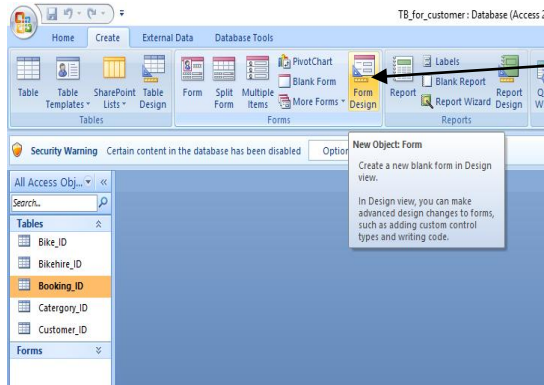 TB_for_customer : Database (Access 2
Home Create External Data Database Tools
Table
Table Templates
SharePoint Lists
Table Design
Tables
Form
Split Form
Multiple Items
PivotChart
Blank Form
More Forms
Form Design
Forms
Report
Labels
Blank Report
Report Wizard
Report Design
Reports
Security Warning Certain content in the database has been disabled Option
New Object: Form
Create a new blank form in Design
view.
In Design view, you can make
advanced design changes to forms,
such as adding custom control
types and writing code.
All Access Obj...
Search..
Tables
Bike_ID
Bikehire_ID
Booking_ID
Catergory_ID
Customer_ID
Forms